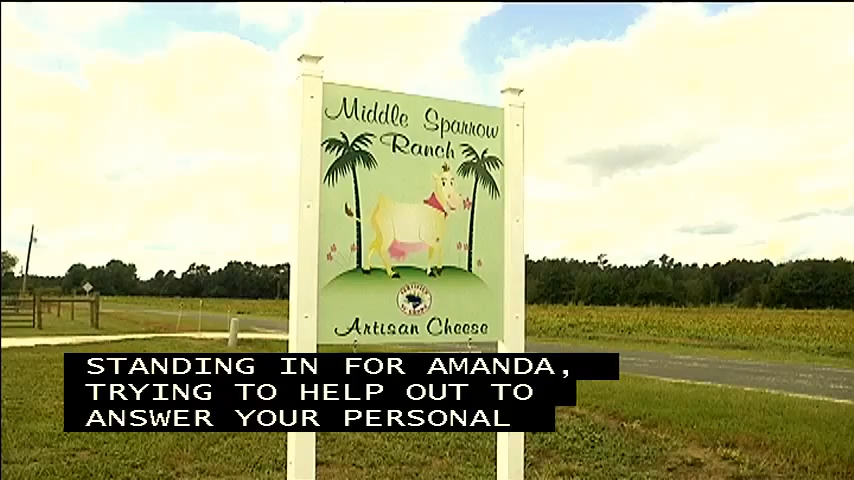 Middle Sparrow
Ranch
Artisan Cheese
STANDING IN FOR AMANDA,
TRYING TO HELP OUT TO
ANSWER YOUR PERSONAL